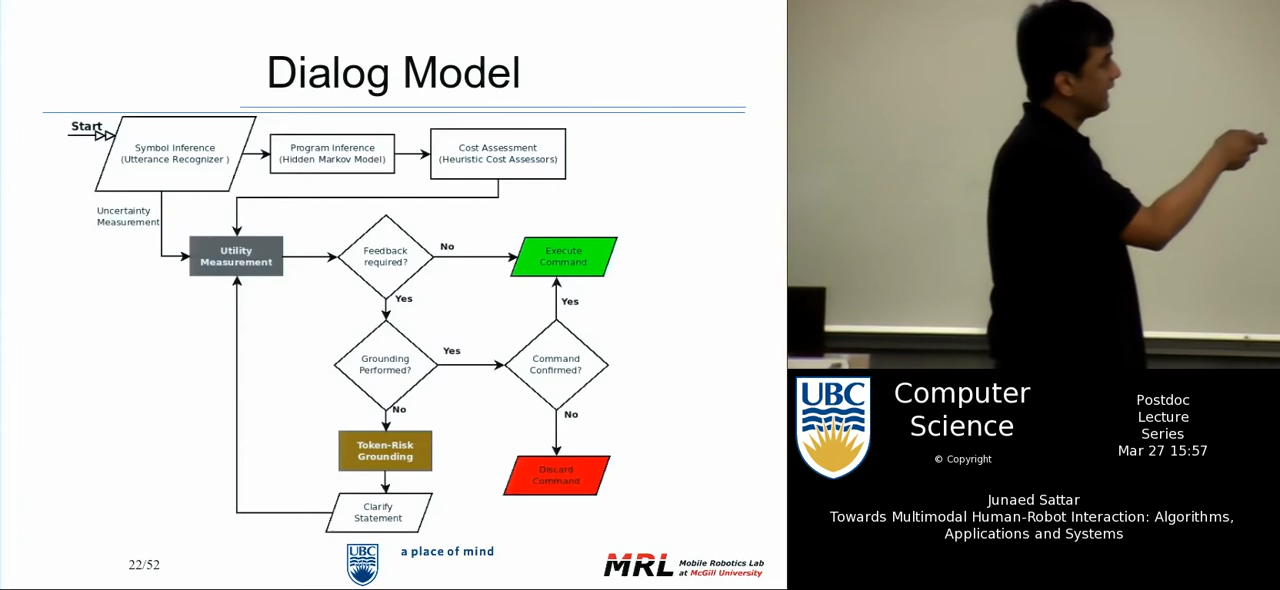 Dialog Model
Start
Symbol Inference
(Utterance Recognizer )
Program Inference
(Hidden Markov Model)
Cost Assessment
(Heuristic Cost Assessors)
Uncertainty
Measurement
Utility
Measurement
Feedback
required?
No
Execute
Command
Yes
Yes
Grounding
Performed?
Yes
Command
Confirmed?
No
No
Token-Risk
Grounding
Discard
Command
Clarify
Statement
22/52
UBC
a place of mind
MRL
Mobile Robotics Lab
at McGill University
UBC
Computer
Science
© Copyright
Postdoc
Lecture
Series
Mar 27 15:57
Junaed Sattar
Towards Multimodal Human-Robot Interaction: Algorithms,
Applications and Systems